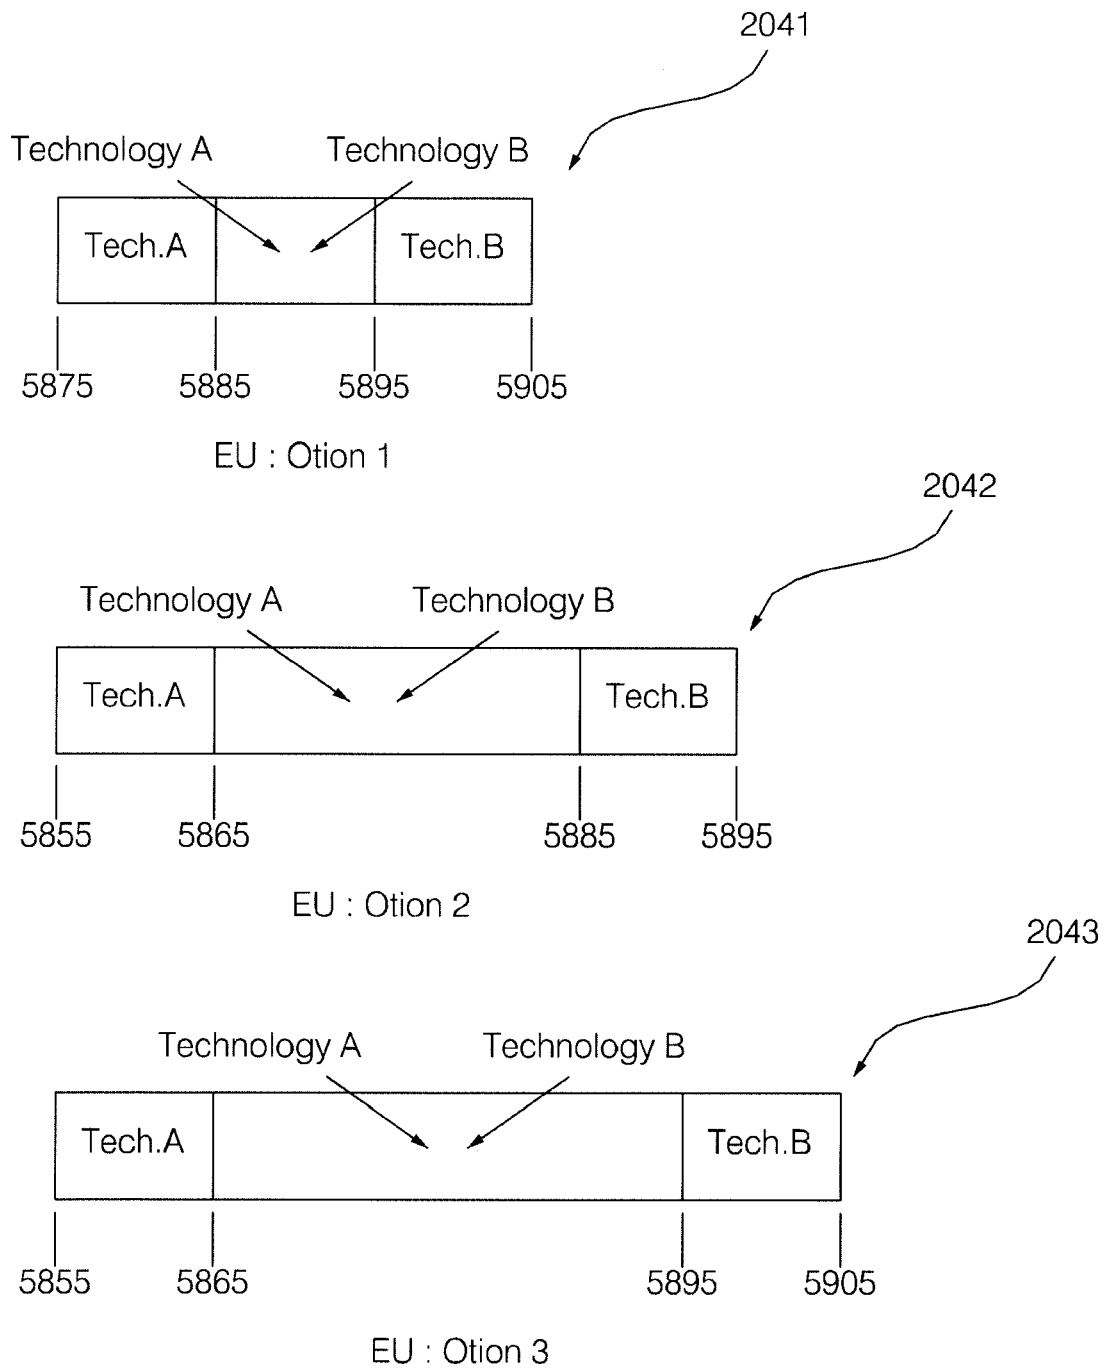 2041
Technology A Technology B
Tech.A Tech.B
5875 5885 5895 5905
EU : Otion 1
2042
Technology A Technology B
Tech.A Tech.B
5855 5865 5885 5895
EU : Otion 2
2043
Technology A Technology B
Tech.A Tech.B
5855 5865 5895 5905
EU : Otion 3